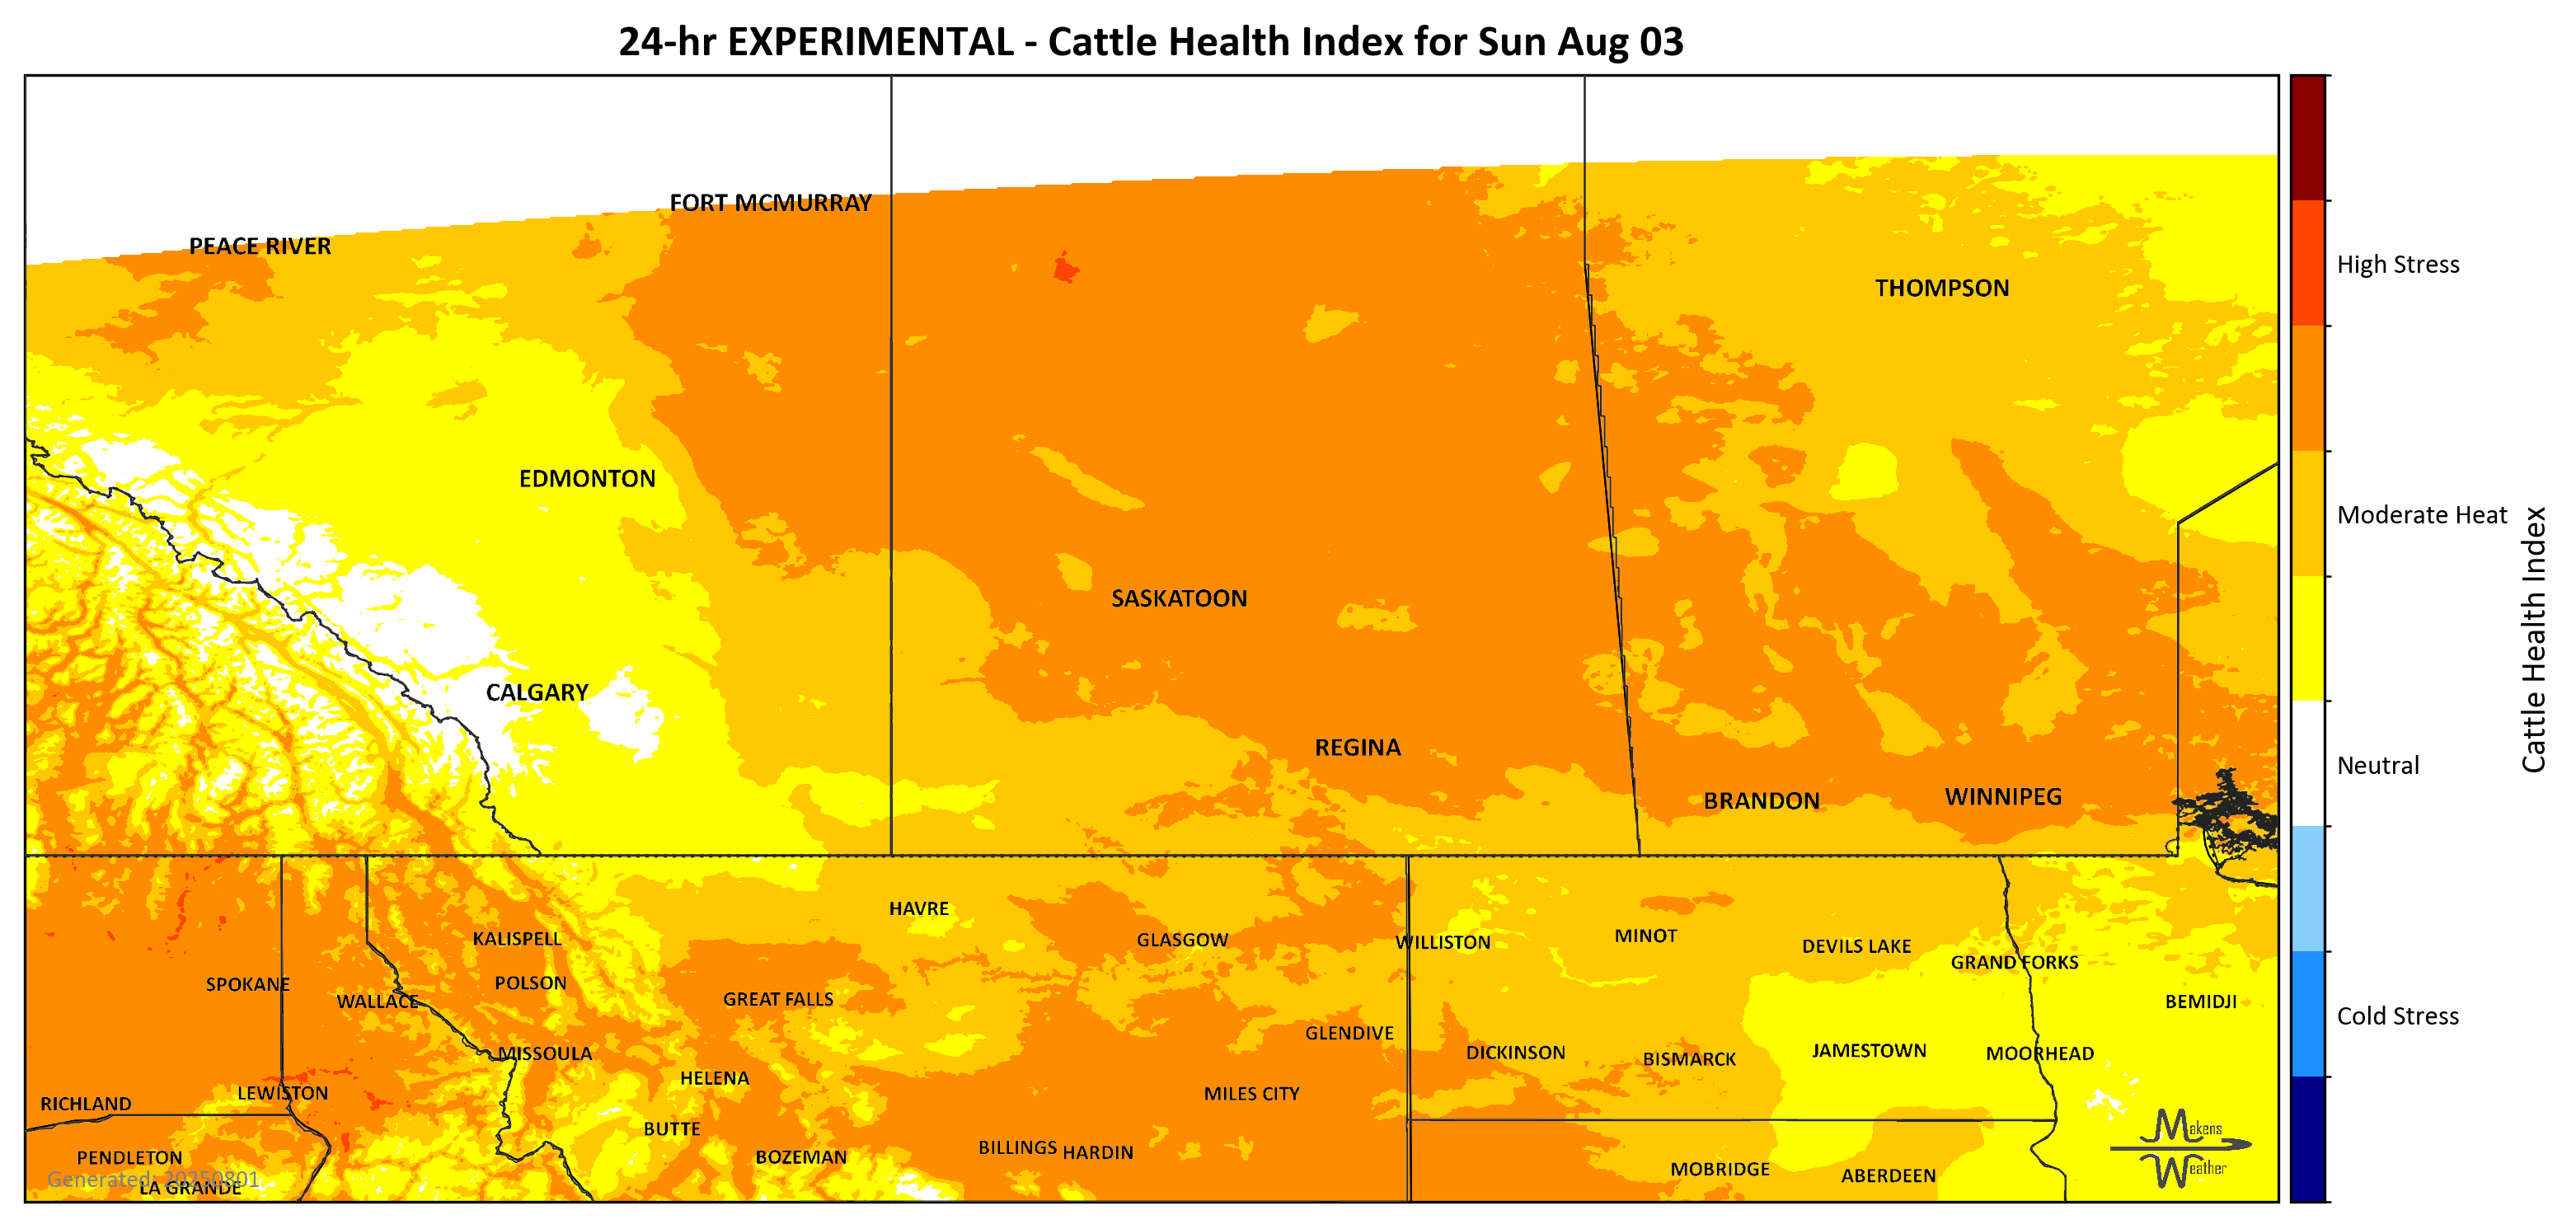 24-hr EXPERIMENTAL - Cattle Health Index for Sun Aug 03
FORT MCMURRAY
PEACE RIVER
High Stress
THOMPSON
EDMONTON
Moderate Heat
SASKATOON
Cattle Health Index
CALGARY
REGINA
Neutral
BRANDON
WINNIPEG
HAVRE
KALISPELL
GLASGOW
WILLISTON
MINOT
DEVILS LAKE
GRAND FORKS
SPOKANE
POLSON
WALLACE
GREAT FALLS
BEMIDJI
Cold Stress
GLENDIVE
MISSOULA
DICKINSON
BISMARCK
JAMESTOWN
MOORHEAD
HELENA
LEWISTON
MILES CITY
RICHLAND
BUTTE
Makens
PENDLETON
BOZEMAN
BILLINGS
HARDIN
MOBRIDGE
ABERDEEN
Weather
Generated: 20250801
LA GRANDE